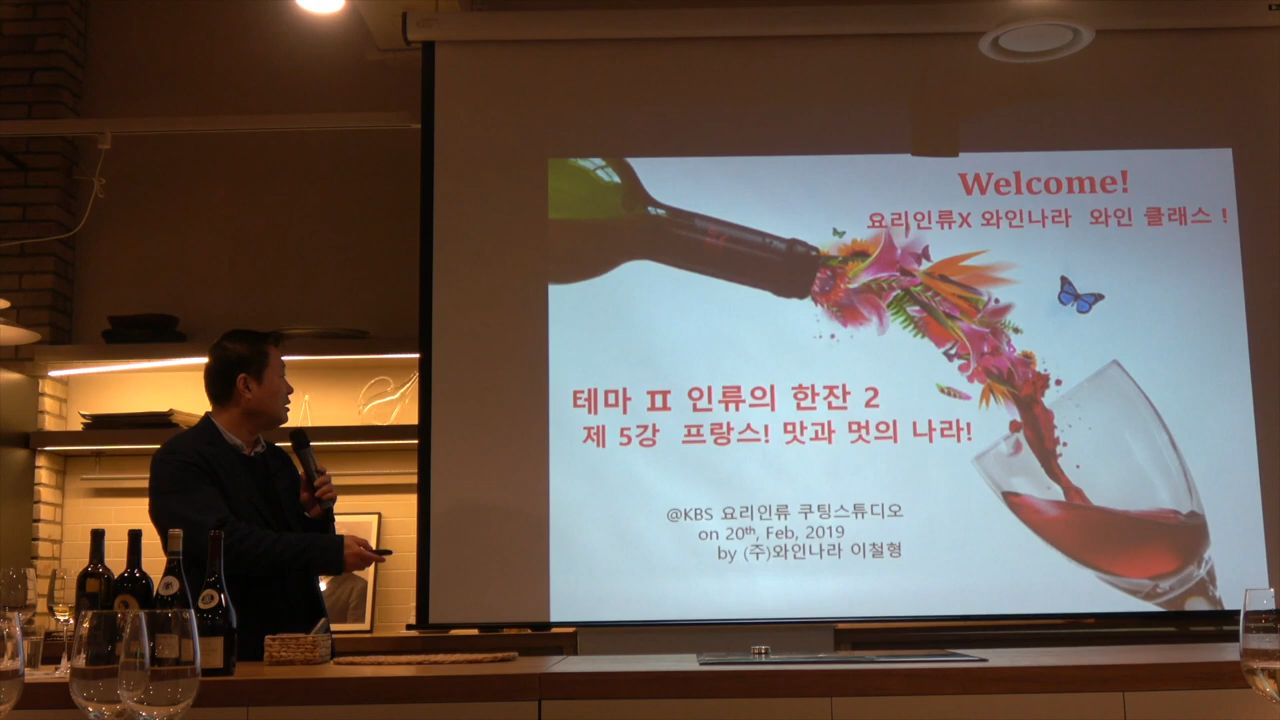 Welcome!
요리인류X 와인나라 와인 클래스 !
테마 Ⅱ 인류의 한잔 2
제 5강 프랑스! 맛과 멋의 나라!
@KBS 요리인류 쿠팅스튜디오
on 20th, Feb, 2019
by (주)와인나라 이철형